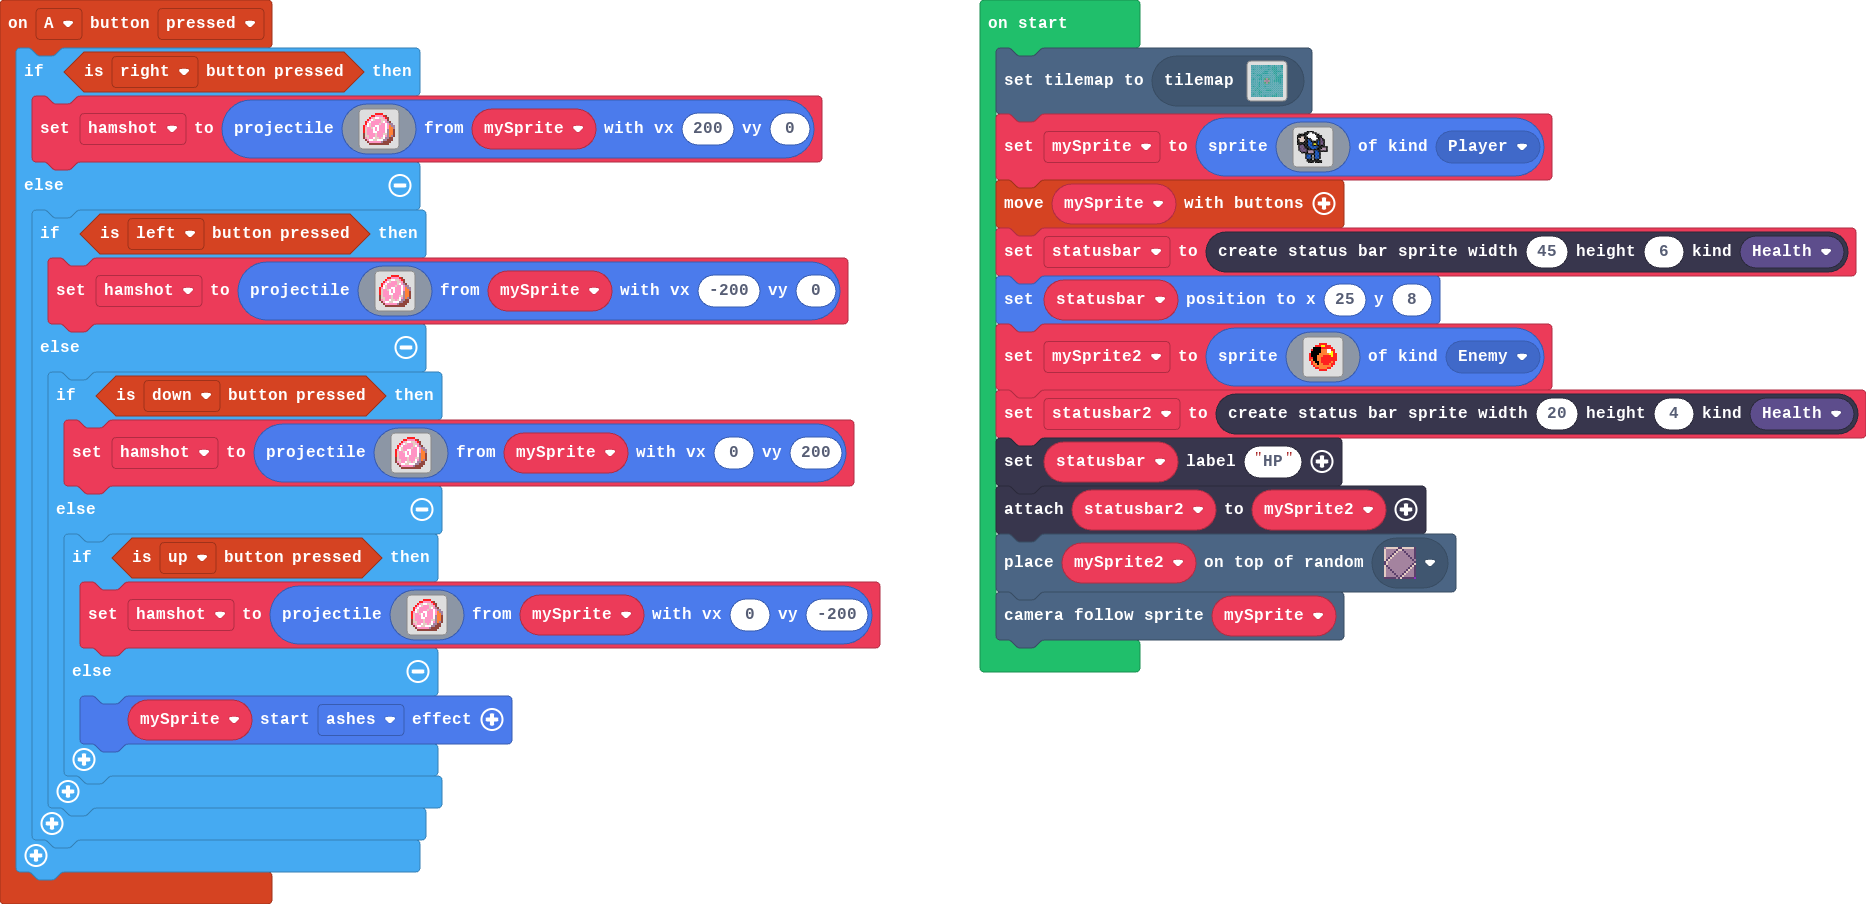 on A button pressed
if is right button pressed then
set hamshot to projectile from mySprite with vx 200 vy 0
else
if is left button pressed then
set hamshot to projectile from mySprite with vx -200 vy 0
else
if is down button pressed then
set hamshot to projectile from mySprite with vx 0 vy 200
else
if is up button pressed then
set hamshot to projectile from mySprite with vx 0 vy -200
else
mySprite start ashes effect
on start
set tilemap to tilemap
set mySprite to sprite of kind Player
move mySprite with buttons
set statusbar to create status bar sprite width 45 height 6 kind Health
set statusbar position to x 25 y 8
set mySprite2 to sprite of kind Enemy
set statusbar2 to create status bar sprite width 20 height 4 kind Health
set statusbar label "HP"
attach statusbar2 to mySprite2
place mySprite2 on top of random
camera follow sprite mySprite